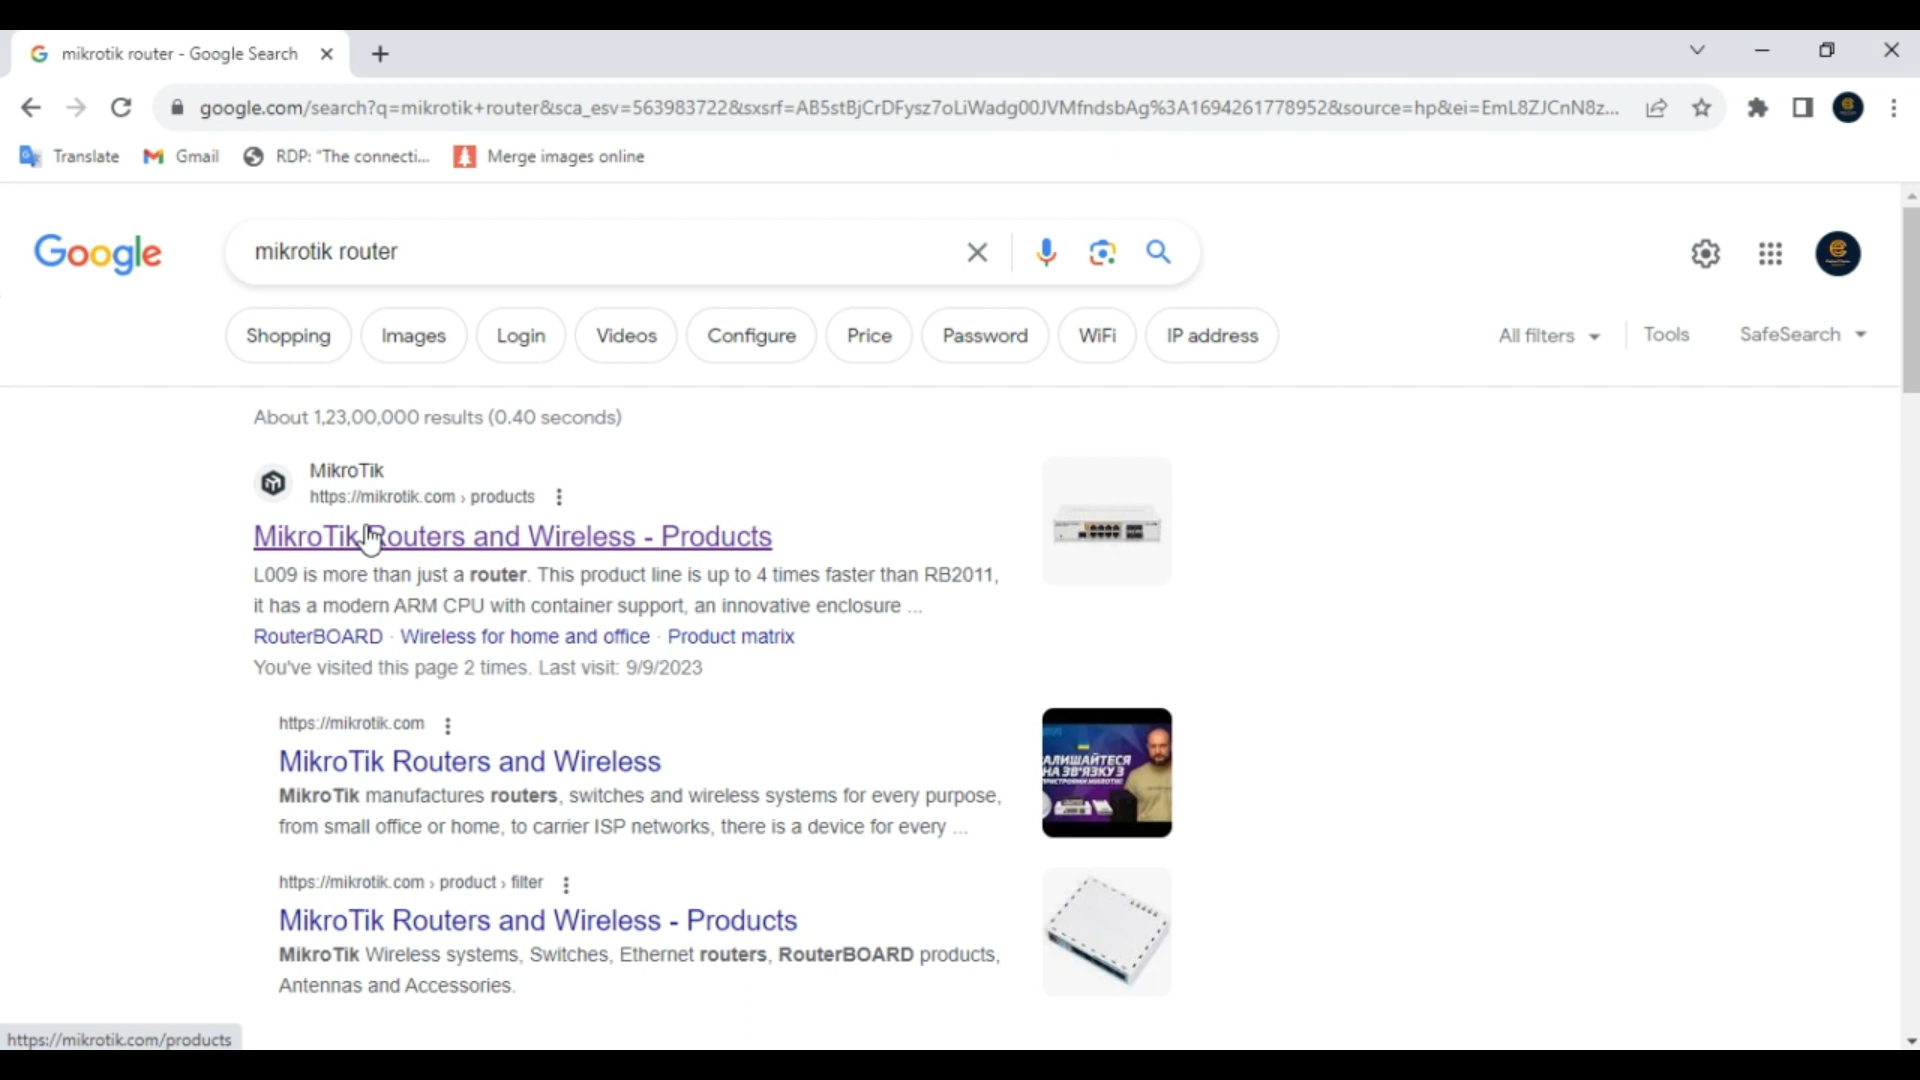 mikrotik router - Google Search
google.com/search?q=mikrotik+router&sca_esv=563983722&sxsrf=AB5stBjCrDFysz7oLiWadg00JVMfndsbAg%3A1694261778952&source=hp&ei=EmL8ZJCnN8z...
Translate Gmail RDP: "The connecti... Merge images online
Google
mikrotik router
Shopping Images Login Videos Configure Price Password WiFi IP address All filters Tools SafeSearch
About 1,23,00,000 results (0.40 seconds)
MikroTik
https://mikrotik.com › products
MikroTik Routers and Wireless - Products
L009 is more than just a router. This product line is up to 4 times faster than RB2011,
it has a modern ARM CPU with container support, an innovative enclosure ...
RouterBOARD · Wireless for home and office · Product matrix
You've visited this page 2 times. Last visit: 9/9/2023
https://mikrotik.com
MikroTik Routers and Wireless
MikroTik manufactures routers, switches and wireless systems for every purpose,
from small office or home, to carrier ISP networks, there is a device for every ...
АЛИШАЙТЕСЯ
НА ЗВ'ЯЗКУ З
https://mikrotik.com › product › filter
MikroTik Routers and Wireless - Products
MikroTik Wireless systems, Switches, Ethernet routers, RouterBOARD products,
Antennas and Accessories.
https://mikrotik.com/products